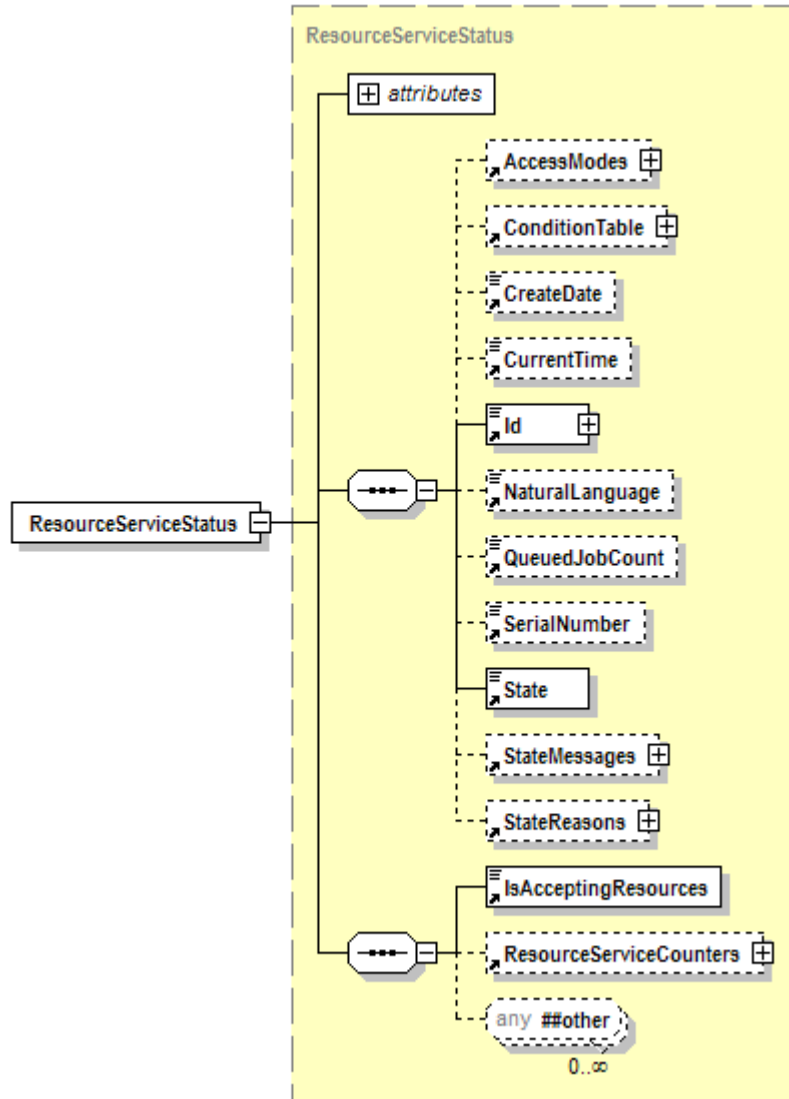 ResourceServiceStatus
attributes
AccessModes
ConditionTable
CreateDate
CurrentTime
Id
NaturalLanguage
ResourceServiceStatus
QueuedJobCount
SerialNumber
State
StateMessages
StateReasons
IsAcceptingResources
ResourceServiceCounters
any ##other
0..∞